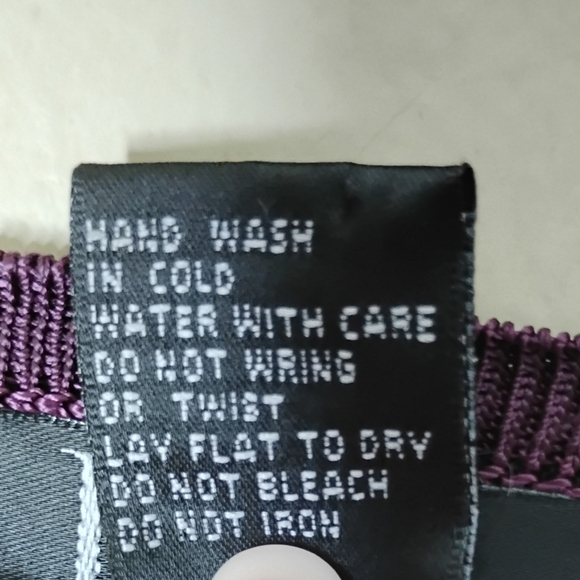 HAND WASH
IN COLD
WATER WITH CARE
DO NOT WRING
OR TWIST
LAY FLAT TO DRY
DO NOT BLEACH
DO NOT IRON